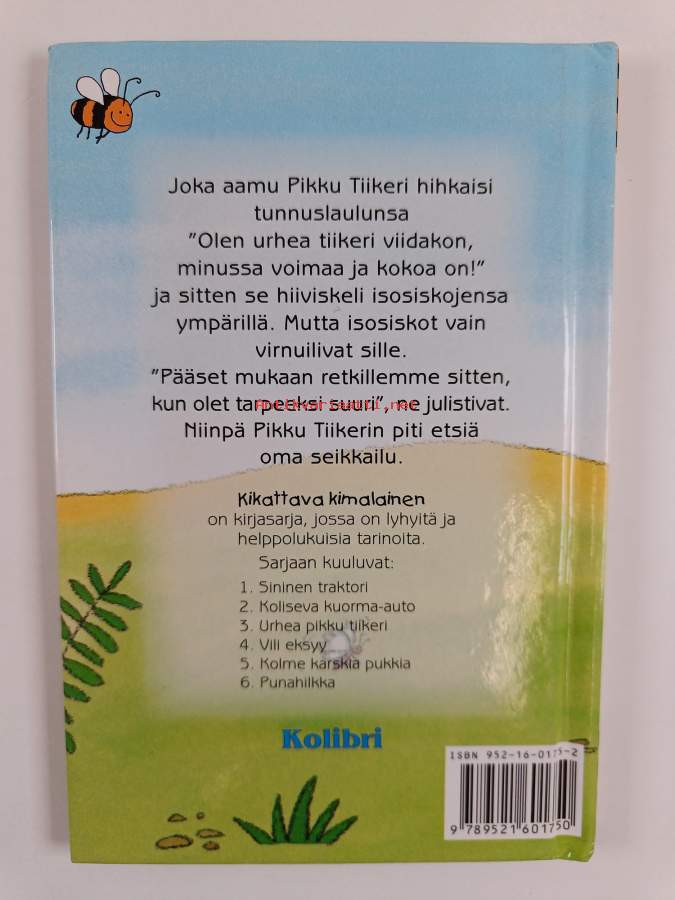 Joka aamu Pikku Tiikeri hihkaisi
tunnuslaulunsa
”Olen urhea tiikeri viidakon,
minussa voimaa ja kokoa on!”
ja sitten se hiiviskeli isosiskojensa
ympärillä. Mutta isosiskot vain
virnuilivat sille.
”Pääset mukaan retkillemme sitten,
kun olet tarpeeksi suuri”, ne julistivat.
Antikvariaatti.net
Niinpä Pikku Tiikerin piti etsiä
oma seikkailu.
Kikattava kimalainen
on kirjasarja, jossa on lyhyitä ja
helppolukuisia tarinoita.
Sarjaan kuuluvat:
1. Sininen traktori
2. Koliseva kuorma-auto
3. Urhea pikku tiikeri
4. Vili eksyy
5. Kolme karskia pukkia
6. Punahilkka
Kolibri
ISBN 952-16-0175-2
9 789521 601750